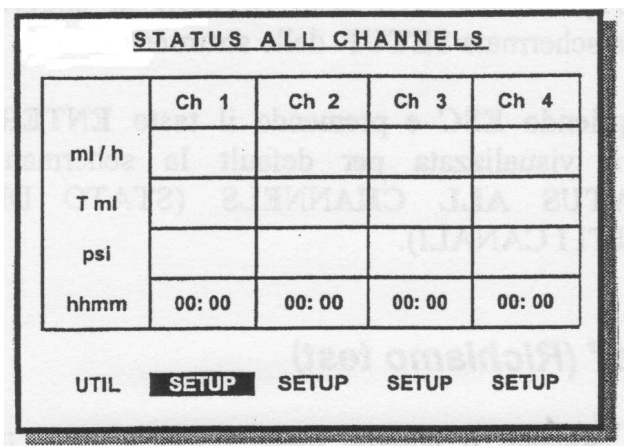 STATUS ALL CHANNELS
Ch 1 Ch 2 Ch 3 Ch 4
ml / h
T ml
psi
hhmm 00: 00 00: 00 00: 00 00: 00
UTIL SETUP SETUP SETUP SETUP